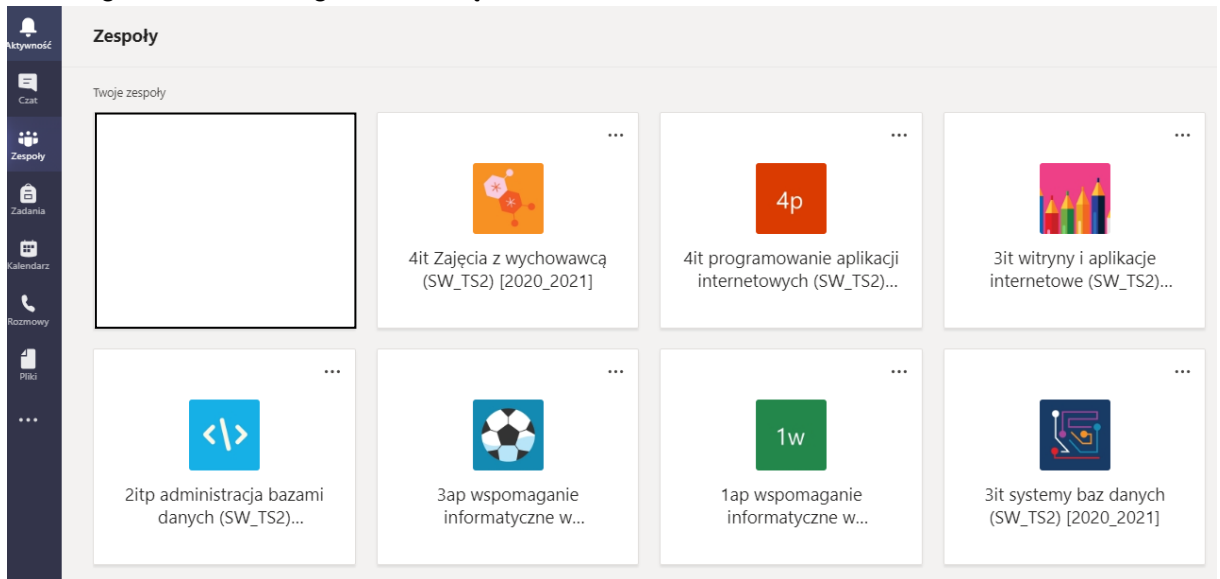 Aktywność
Czat
Zespoły
Zadania
Kalendarz
Rozmowy
Pliki
...
Zespoły
Twoje zespoły
...
4it Zajęcia z wychowawcą
(SW_TS2) [2020_2021]
...
4p
4it programowanie aplikacji
internetowych (SW_TS2)...
...
3it witryny i aplikacje
internetowe (SW_TS2)...
...
<\>
2itp administracja bazami
danych (SW_TS2)...
...
3ap wspomaganie
informatyczne w...
...
1w
1ap wspomaganie
informatyczne w...
...
3it systemy baz danych
(SW_TS2) [2020_2021]